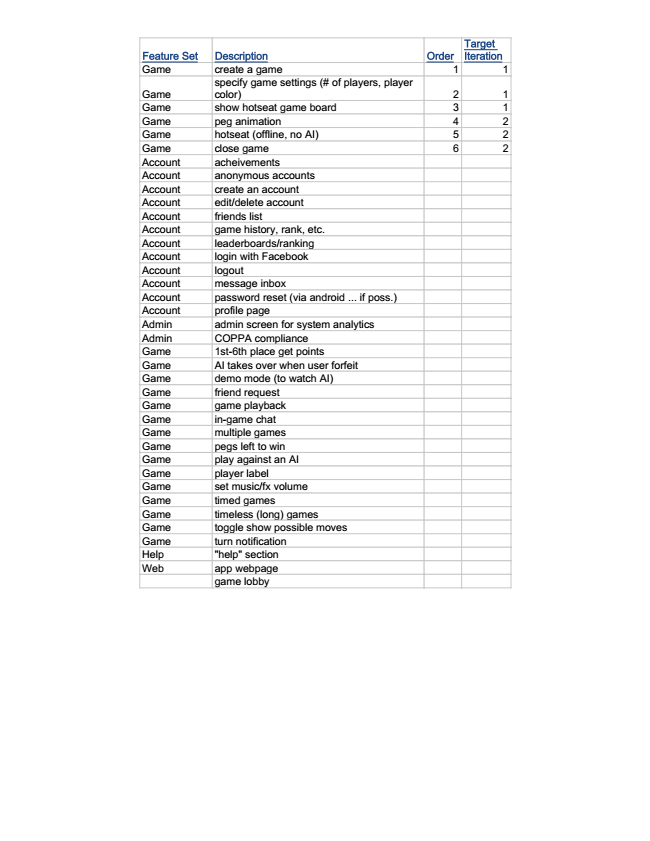 Feature Set Description Order Target Iteration
Game create a game 1 1
Game specify game settings (# of players, player color) 2 1
Game show hotseat game board 3 1
Game peg animation 4 2
Game hotseat (offline, no AI) 5 2
Game close game 6 2
Account acheivements
Account anonymous accounts
Account create an account
Account edit/delete account
Account friends list
Account game history, rank, etc.
Account leaderboards/ranking
Account login with Facebook
Account logout
Account message inbox
Account password reset (via android ... if poss.)
Account profile page
Admin admin screen for system analytics
Admin COPPA compliance
Game 1st-6th place get points
Game AI takes over when user forfeit
Game demo mode (to watch AI)
Game friend request
Game game playback
Game in-game chat
Game multiple games
Game pegs left to win
Game play against an AI
Game player label
Game set music/fx volume
Game timed games
Game timeless (long) games
Game toggle show possible moves
Game turn notification
Help "help" section
Web app webpage
game lobby